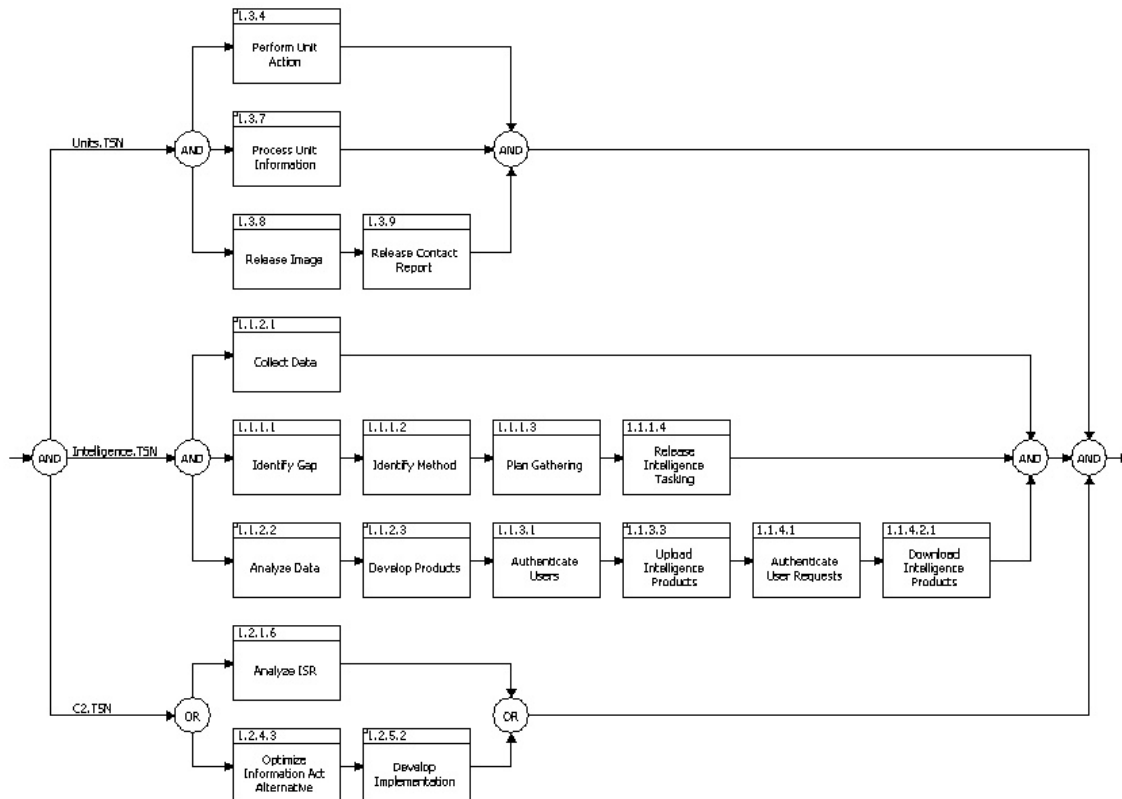 1.3.4
Perform Unit
Action
Units.TSN
AND
1.3.7
Process Unit
Information
AND
1.3.8
Release Image
1.3.9
Release Contact
Report
1.1.2.1
Collect Data
AND
Intelligence.TSN
AND
1.1.1.1
Identify Gap
1.1.1.2
Identify Method
1.1.1.3
Plan Gathering
1.1.1.4
Release
Intelligence
Tasking
AND
AND
1.1.2.2
Analyze Data
1.1.2.3
Develop Products
1.1.3.1
Authenticate
Users
1.1.3.3
Upload
Intelligence
Products
1.1.4.1
Authenticate
User Requests
1.1.4.2.1
Download
Intelligence
Products
1.2.1.6
Analyze ISR
C2.TSN
OR
OR
1.2.4.3
Optimize
Information Act
Alternative
1.2.5.2
Develop
Implementation